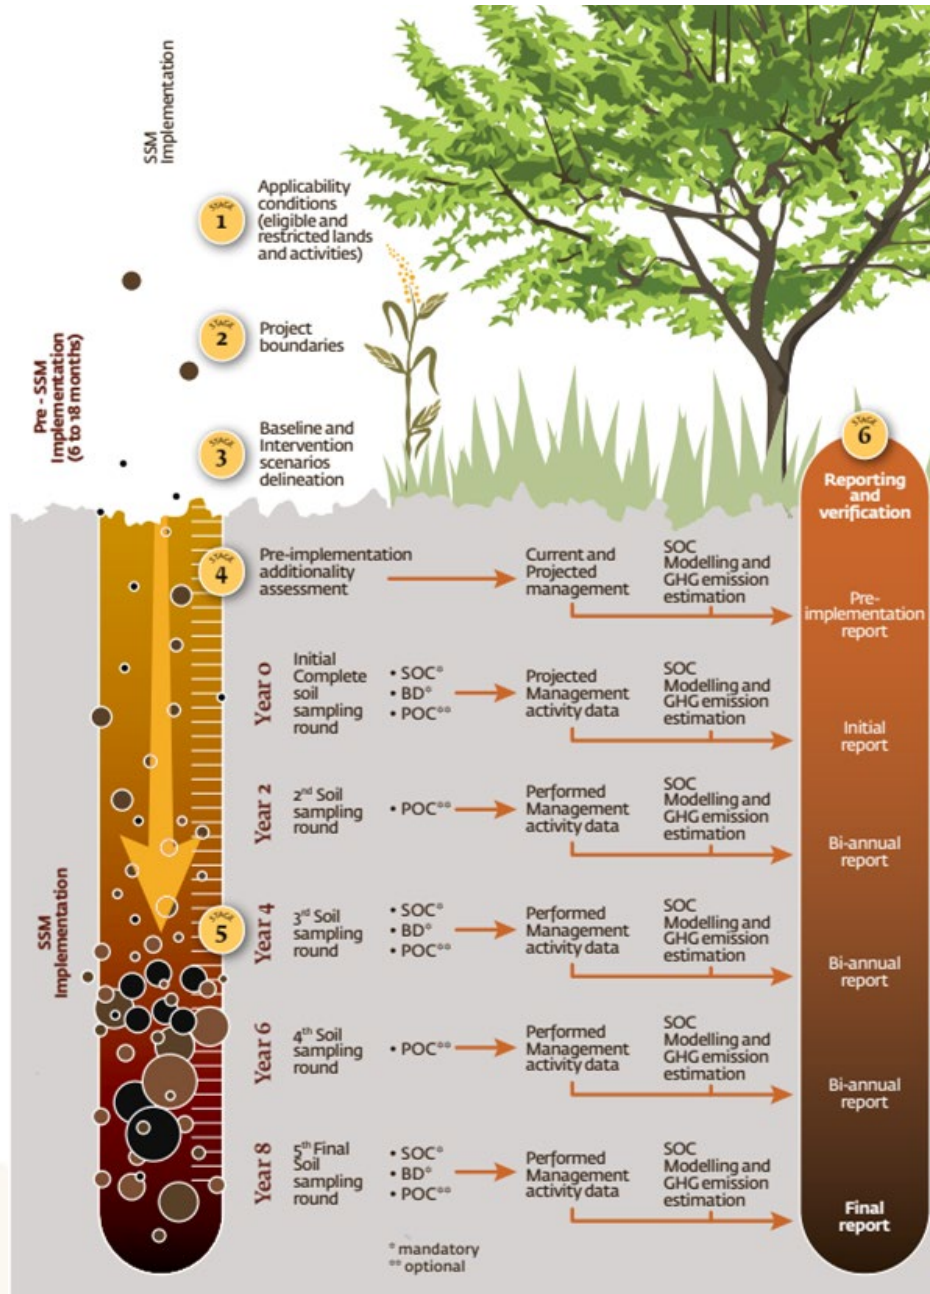 SSM
Implementation
STAGE
1
Applicability
conditions
(eligible and
restricted lands
and activities)
STAGE
2
Project
boundaries
Pre - SSM
Implementation
(6 to 18 months)
STAGE
3
Baseline and
Intervention
scenarios
delineation
STAGE
6
Reporting
and
verification
STAGE
4
Pre-implementation
additionality
assessment
Current and
Projected
management
SOC
Modelling and
GHG emission
estimation
Pre-
implementation
report
Year 0
Initial
Complete
soil
sampling
round
• SOC*
• BD*
• POC**
Projected
Management
activity data
SOC
Modelling and
GHG emission
estimation
Initial
report
Year 2
2nd Soil
sampling
round
• POC**
Performed
Management
activity data
SOC
Modelling and
GHG emission
estimation
Bi-annual
report
SSM
Implementation
STAGE
5
Year 4
3rd Soil
sampling
round
• SOC*
• BD*
• POC**
Performed
Management
activity data
SOC
Modelling and
GHG emission
estimation
Bi-annual
report
Year 6
4th Soil
sampling
round
• POC**
Performed
Management
activity data
SOC
Modelling and
GHG emission
estimation
Bi-annual
report
Year 8
5th Final
Soil
sampling
round
• SOC*
• BD*
• POC**
Performed
Management
activity data
SOC
Modelling and
GHG emission
estimation
Final
report
* mandatory
** optional